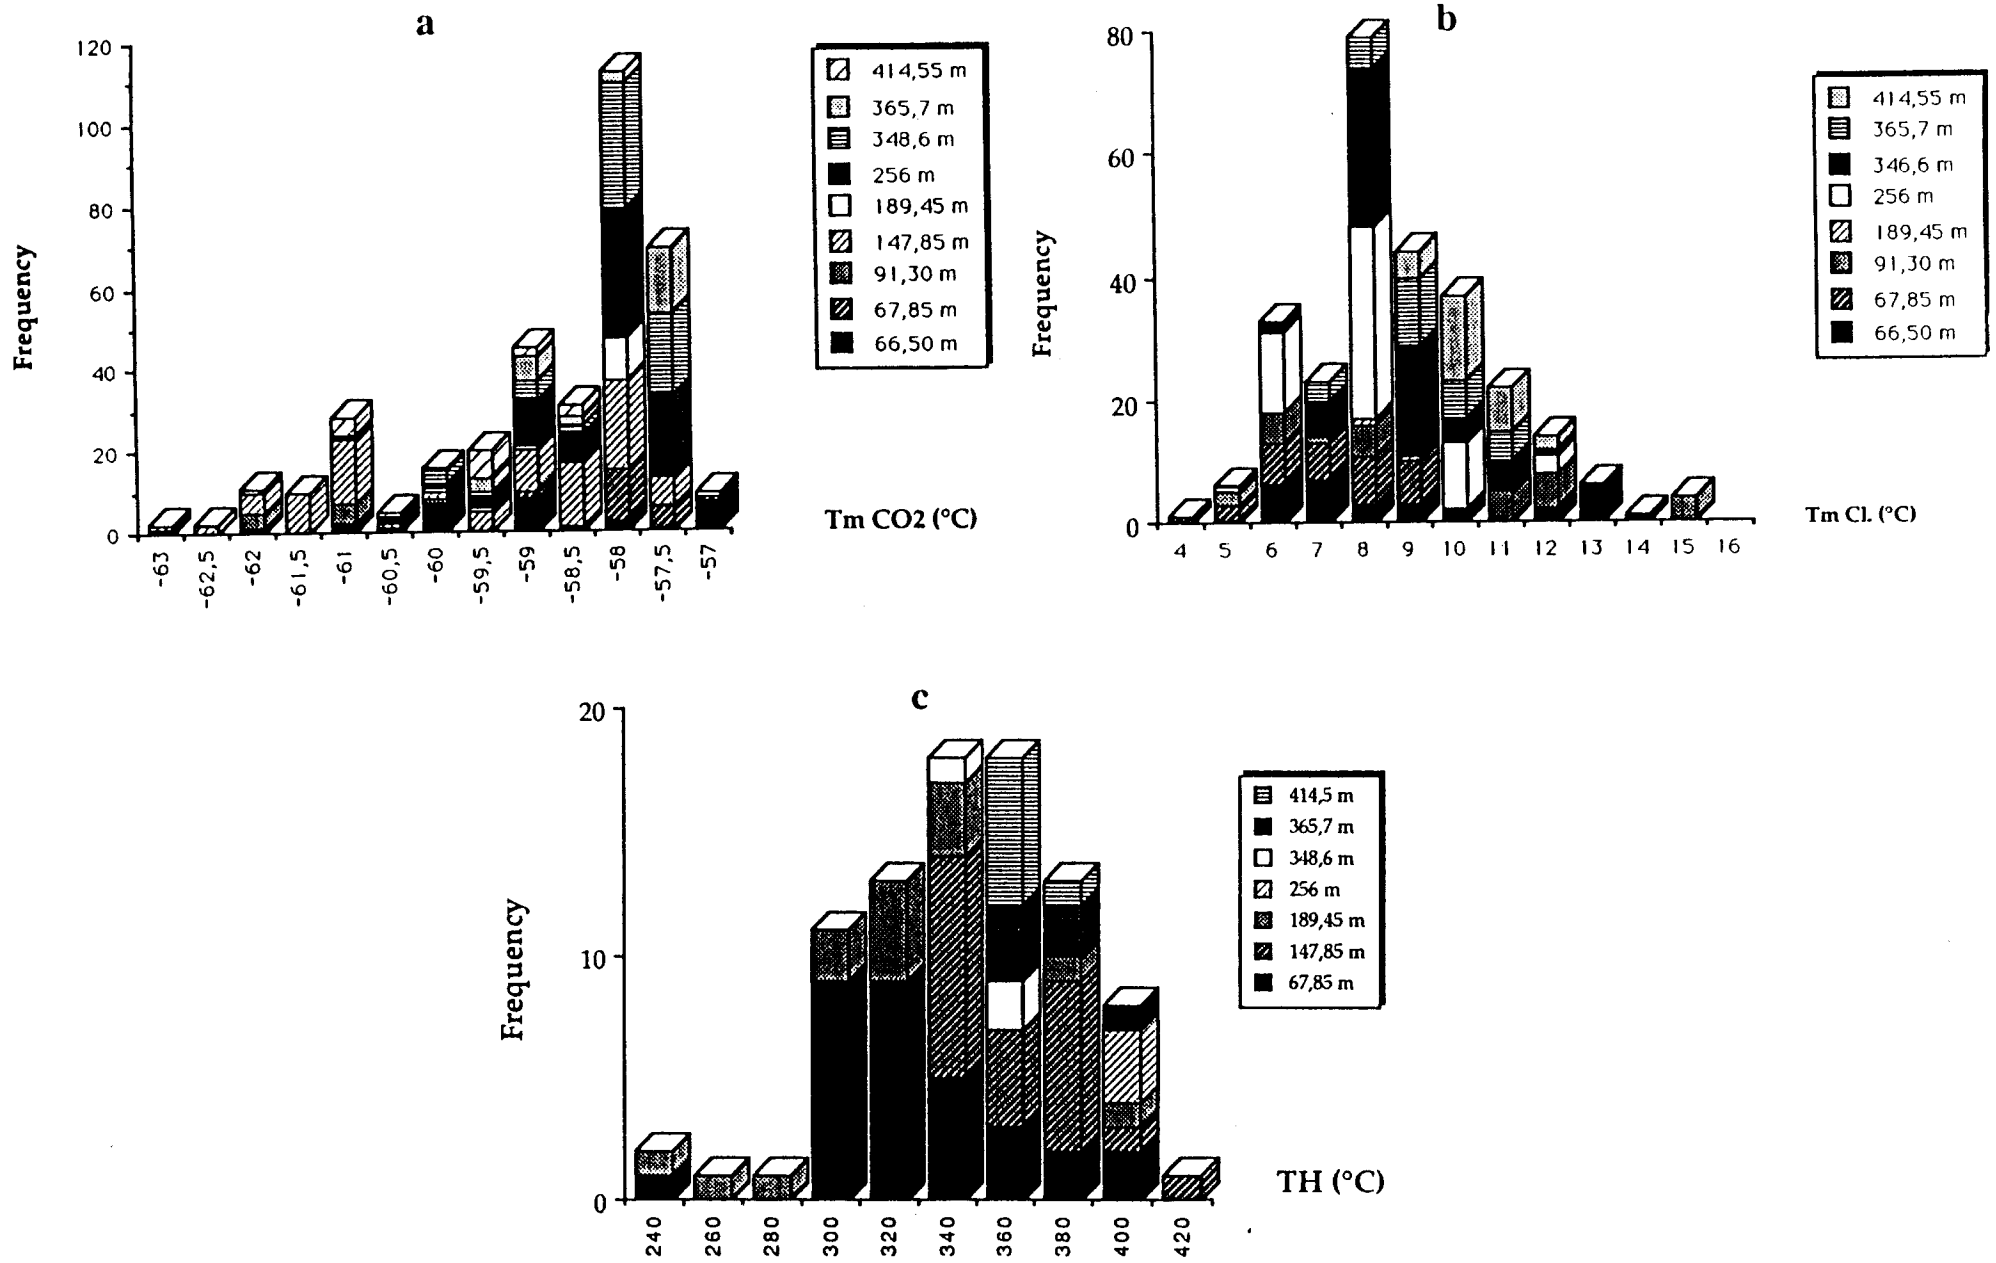 a
120
100
80
60
40
20
0
Frequency
-63
-62,5
-62
-61,5
-61
-60,5
-60
-59,5
-59
-58,5
-58
-57,5
-57
Tm CO2 (°C)
414,55 m
365,7 m
348,6 m
256 m
189,45 m
147,85 m
91,30 m
67,85 m
66,50 m
b
80
60
40
20
0
Frequency
4 5 6 7 8 9 10 11 12 13 14 15 16
Tm Cl. (°C)
414,55 m
365,7 m
346,6 m
256 m
189,45 m
91,30 m
67,85 m
66,50 m
c
20
10
0
Frequency
240
260
280
300
320
340
360
380
400
420
TH (°C)
414,5 m
365,7 m
348,6 m
256 m
189,45 m
147,85 m
67,85 m